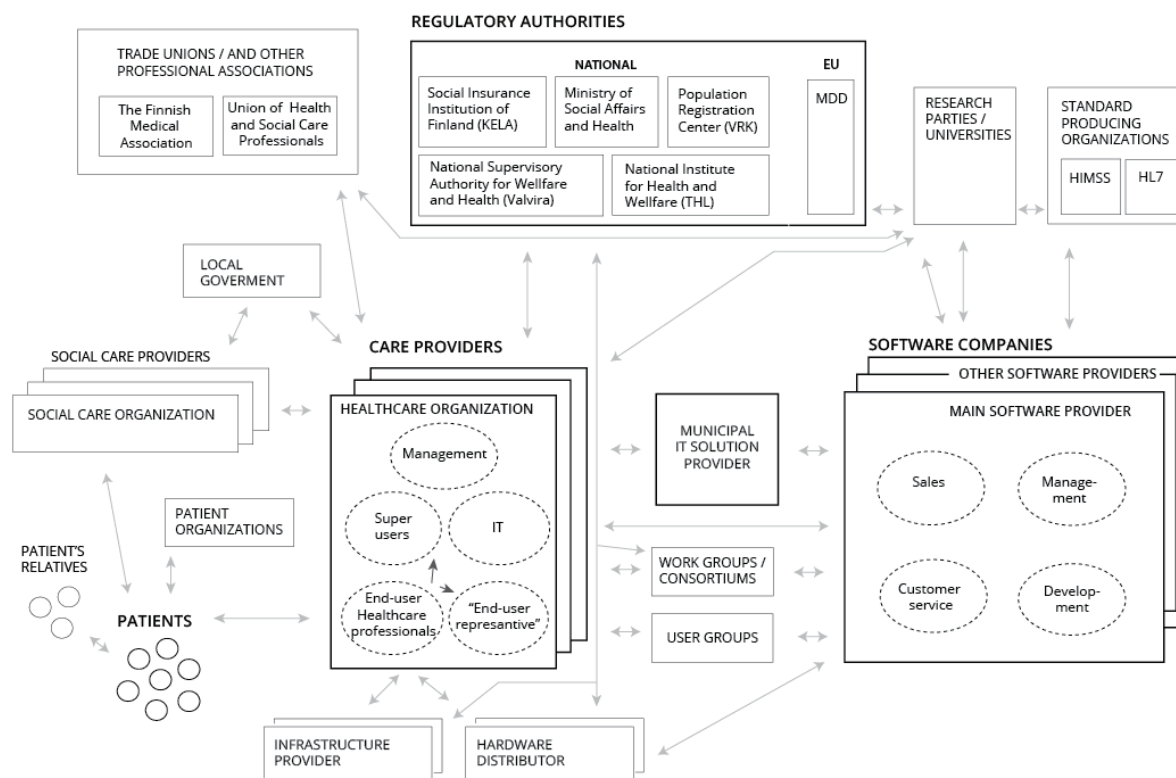 REGULATORY AUTHORITIES
TRADE UNIONS / AND OTHER
PROFESSIONAL ASSOCIATIONS
The Finnish
Medical
Association
Union of Health
and Social Care
Professionals
NATIONAL
Social Insurance
Institution of
Finland (KELA)
Ministry of
Social Affairs
and Health
Population
Registration
Center (VRK)
National Supervisory
Authority for Wellfare
and Health (Valvira)
National Institute
for Health and
Wellfare (THL)
EU
MDD
RESEARCH
PARTIES /
UNIVERSITIES
STANDARD
PRODUCING
ORGANIZATIONS
HIMSS
HL7
LOCAL
GOVERMENT
SOCIAL CARE PROVIDERS
SOCIAL CARE ORGANIZATION
CARE PROVIDERS
HEALTHCARE ORGANIZATION
Management
Super
users
IT
End-user
Healthcare
professionals
"End-user
represantive"
MUNICIPAL
IT SOLUTION
PROVIDER
SOFTWARE COMPANIES
OTHER SOFTWARE PROVIDERS
MAIN SOFTWARE PROVIDER
Sales
Manage-
ment
Customer
service
Develop-
ment
PATIENT
ORGANIZATIONS
PATIENT'S
RELATIVES
PATIENTS
WORK GROUPS /
CONSORTIUMS
USER GROUPS
INFRASTRUCTURE
PROVIDER
HARDWARE
DISTRIBUTOR